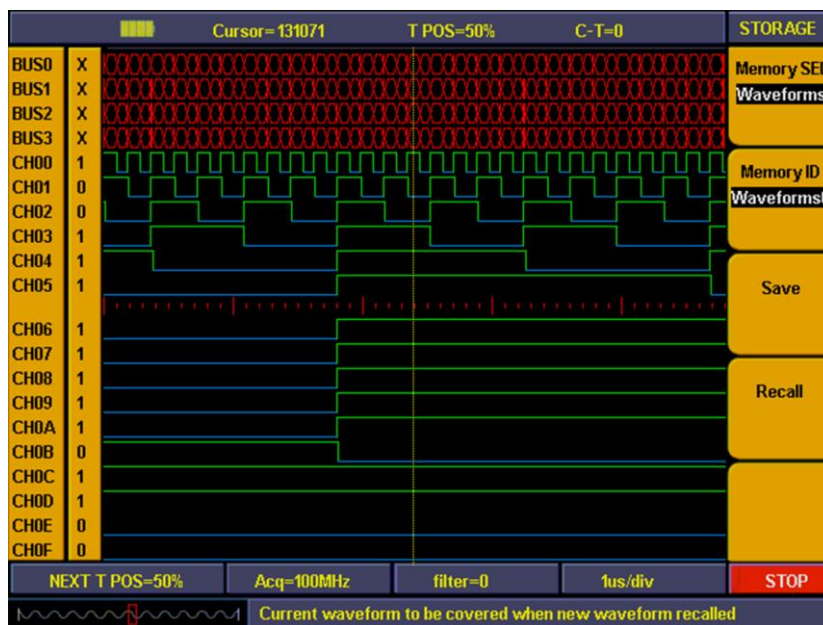 Cursor=131071 T POS=50% C-T=0 STORAGE
BUS0 X
BUS1 X
BUS2 X
BUS3 X
CH00 1
CH01 0
CH02 0
CH03 1
CH04 1
CH05 1
CH06 1
CH07 1
CH08 1
CH09 1
CH0A 1
CH0B 0
CH0C 1
CH0D 1
CH0E 0
CH0F 0
Memory SEl
Waveforms
Memory ID
Waveforms
Save
Recall
NEXT T POS=50% Acq=100MHz filter=0 1us/div STOP
Current waveform to be covered when new waveform recalled